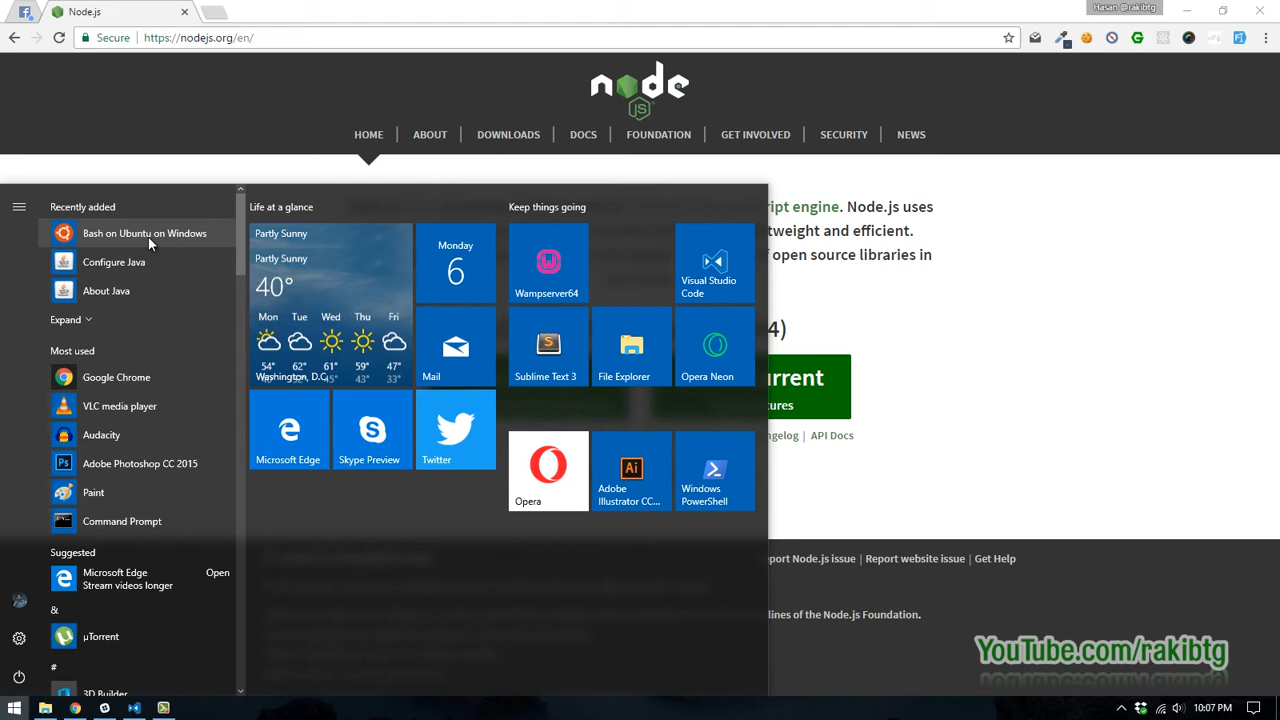 Hasan @rakibtg
Node.js
Secure
https://nodejs.org/en/
node
JS
HOME
ABOUT
DOWNLOADS
DOCS
FOUNDATION
GET INVOLVED
SECURITY
NEWS
ript engine. Node.js uses
tweight and efficient.
of open source libraries in
4)
urrent
tures
ngelog | API Docs
port Node.js issue | Report website issue | Get Help
lines of the Node.js Foundation.
Recently added
Bash on Ubuntu on Windows
Configure Java
About Java
Expand
Most used
Google Chrome
VLC media player
Audacity
Ps
Adobe Photoshop CC 2015
Paint
Command Prompt
Suggested
Microsoft Edge
Open
Stream videos longer
&
µTorrent
#
3D Builder
Life at a glance
Partly Sunny
Partly Sunny
40°
Mon Tue Wed Thu Fri
54° 62° 61° 59° 47°
43° 33°
Washington, D.C.
Monday
6
Mail
Microsoft Edge
Skype Preview
Twitter
Keep things going
Wampserver64
Visual Studio
Code
Sublime Text 3
File Explorer
Opera Neon
Opera
Ai
Adobe
Illustrator CC...
Windows
PowerShell
YouTube.com/rakibtg
10:07 PM